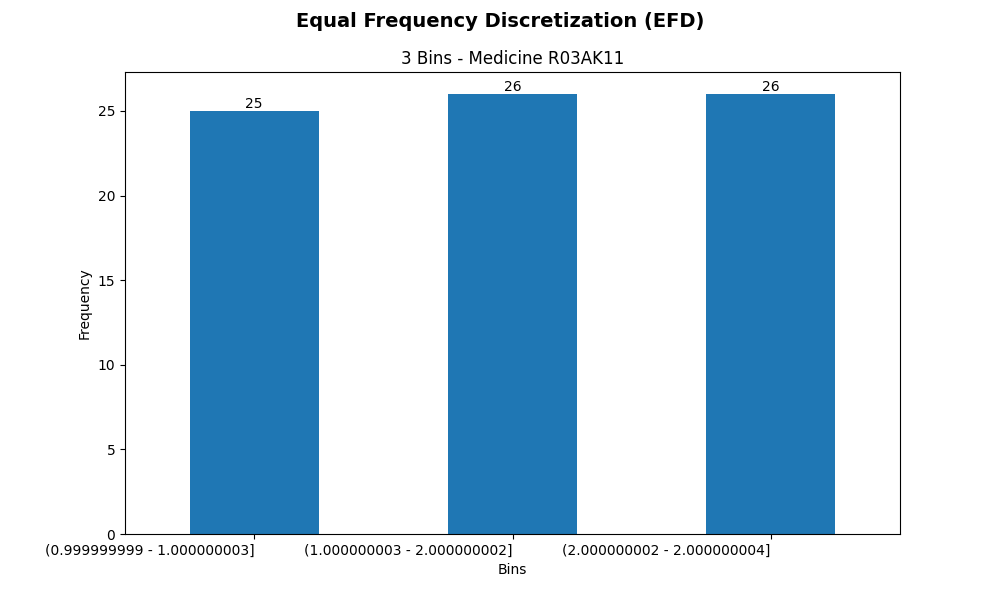 Equal Frequency Discretization (EFD)
3 Bins - Medicine R03AK11
25
26
26
25
20
15
10
5
0
Frequency
(0.999999999 - 1.000000003]
(1.000000003 - 2.000000002]
(2.000000002 - 2.000000004]
Bins